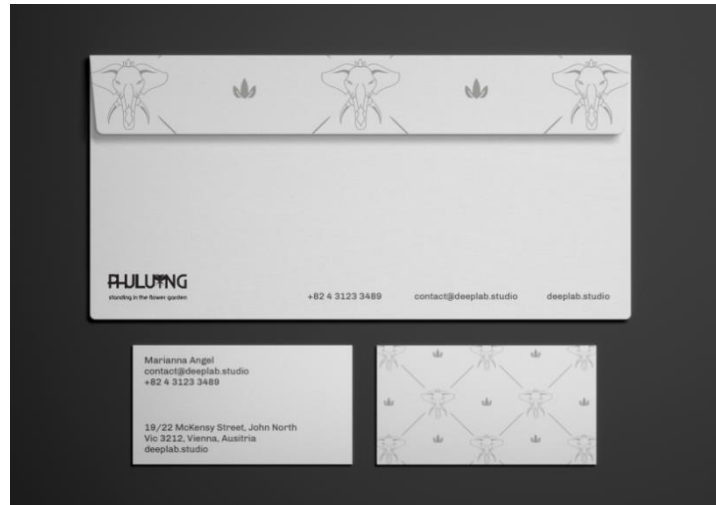 PHULUONG
standing in the flower garden
+82 4 3123 3489
contact@deeplab.studio
deeplab.studio
Marianna Angel
contact@deeplab.studio
+82 4 3123 3489
19/22 McKensy Street, John North
Vic 3212, Vienna, Ausitria
deeplab.studio